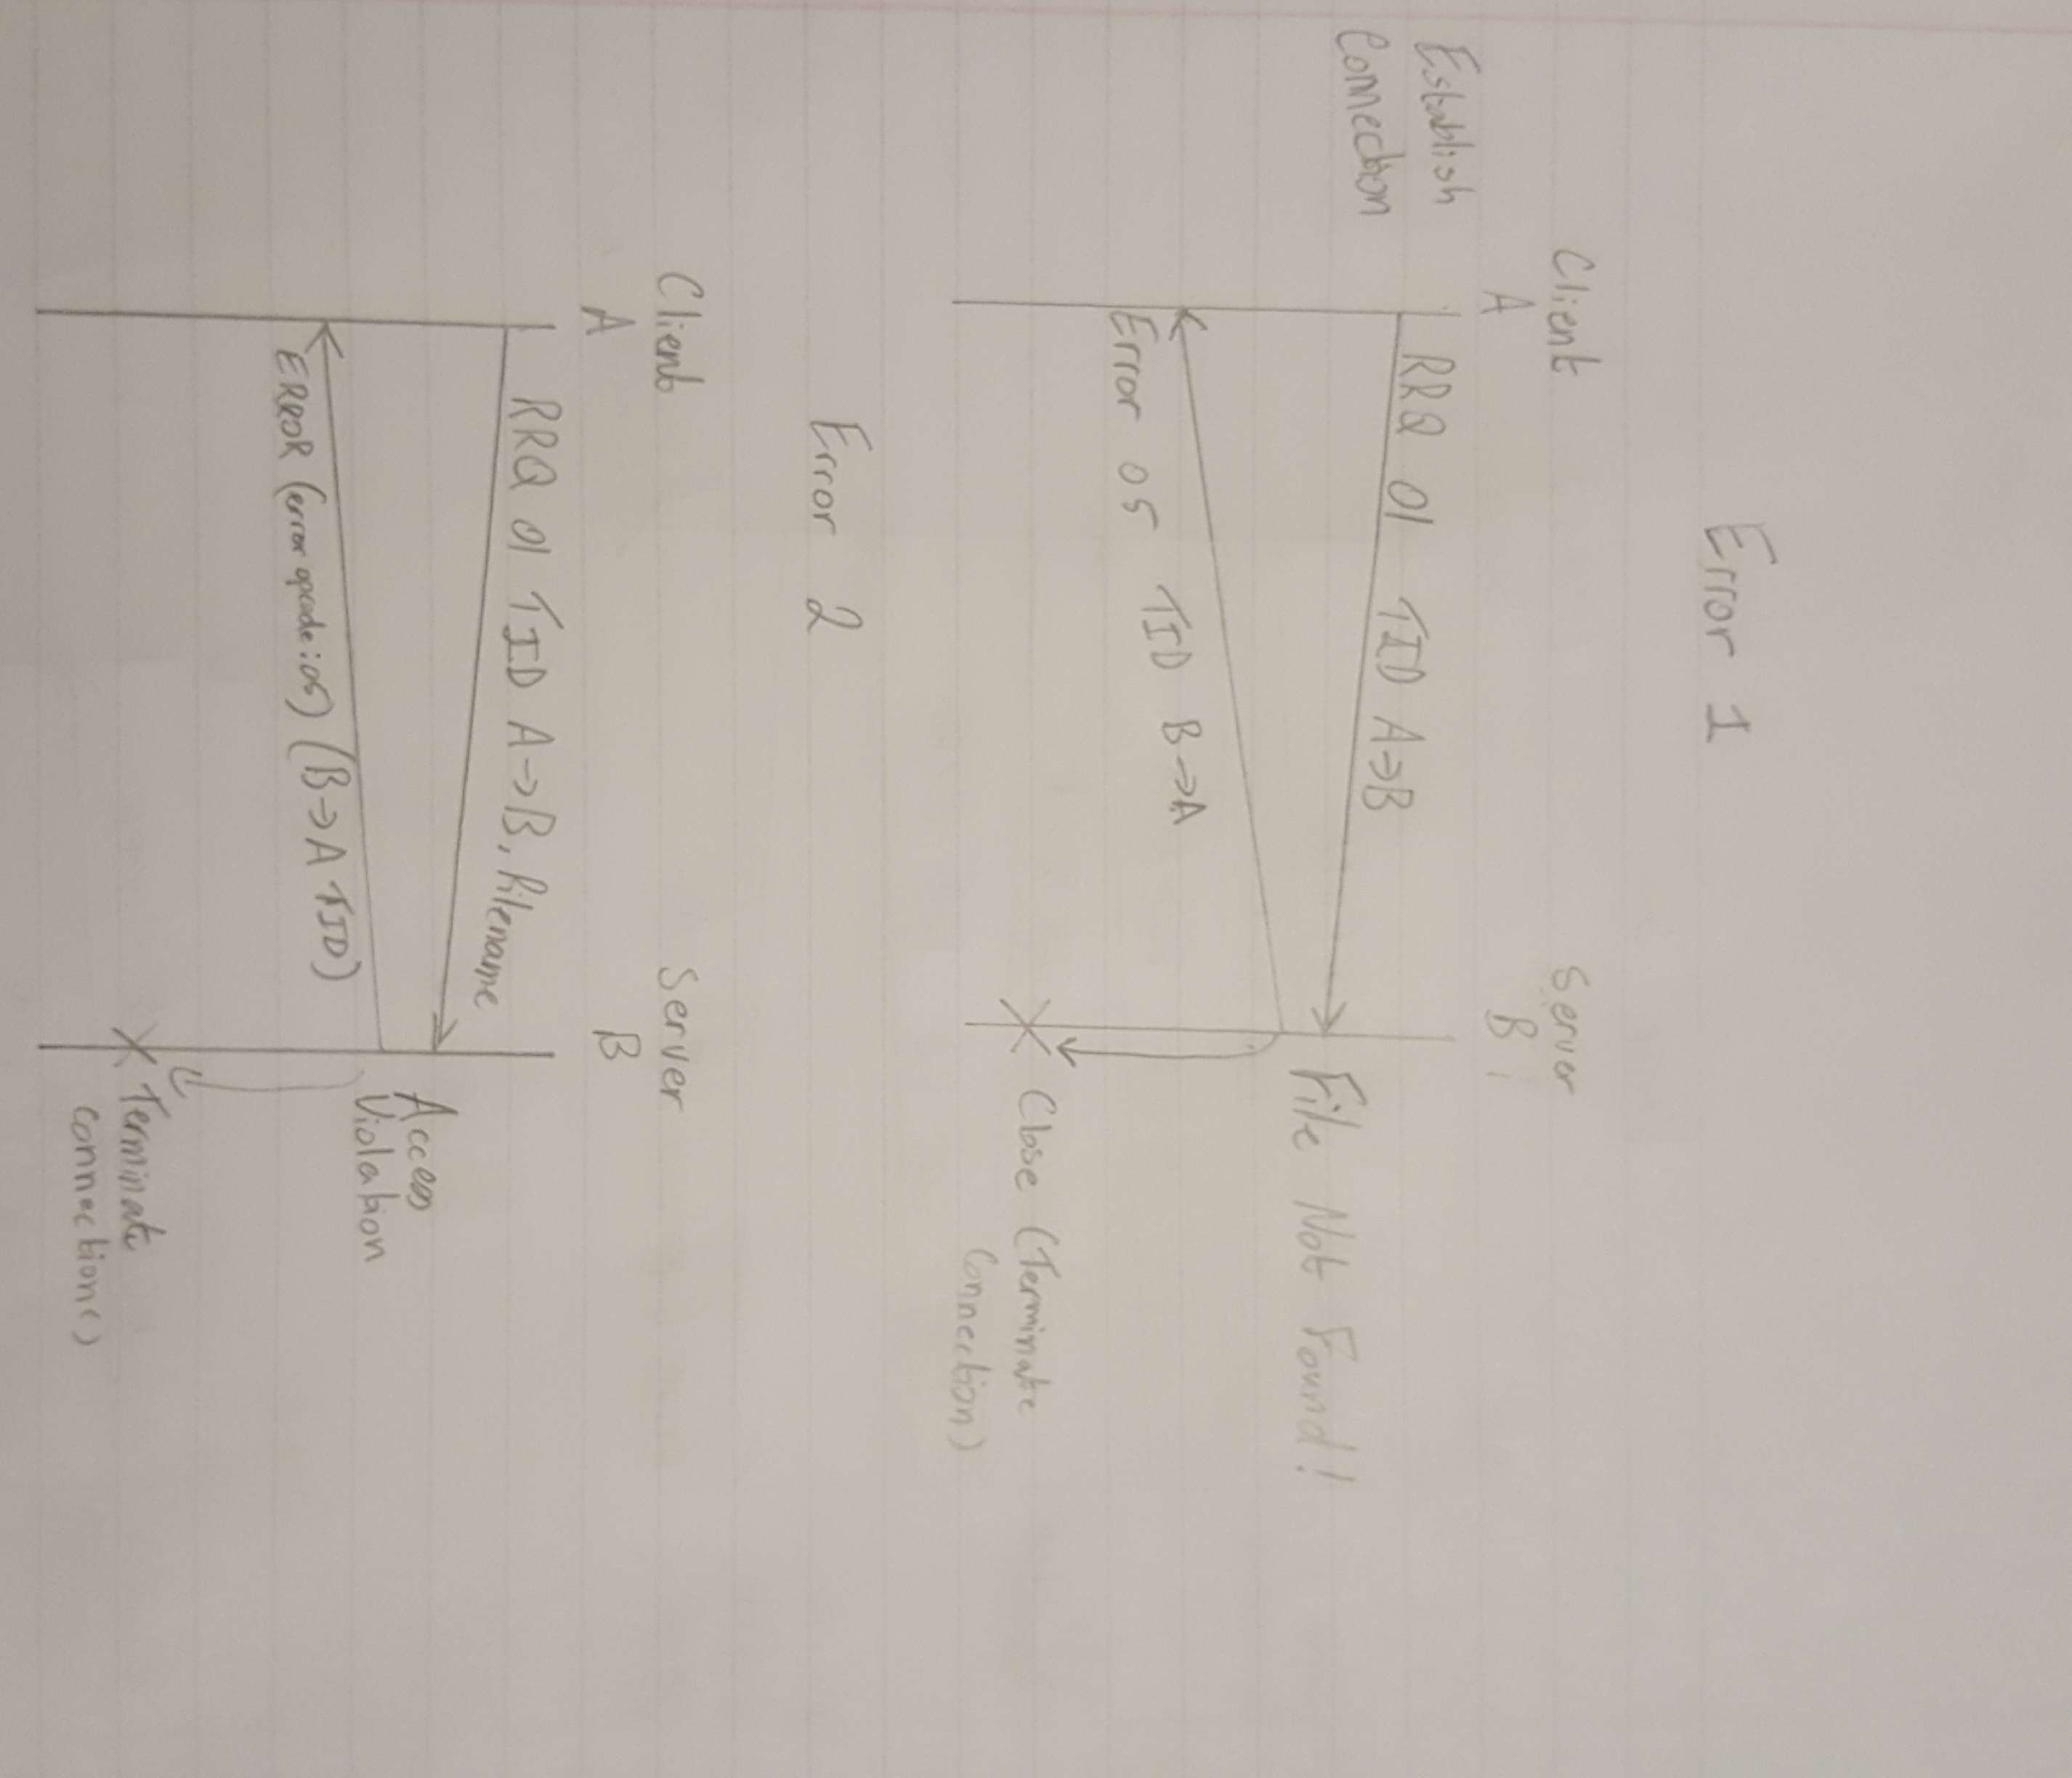 Error 1
Client Server
A B
Establish
Connection
RRQ 01 TID A→B
File Not Found!
Error 05 TID B→A
Close (Terminate
Connection)
Error 2
Client Server
A B
RRQ 01 TID A→B, filename
Access
Violation
ERROR (error opcode: 05) (B→A TID)
Terminate
connection()